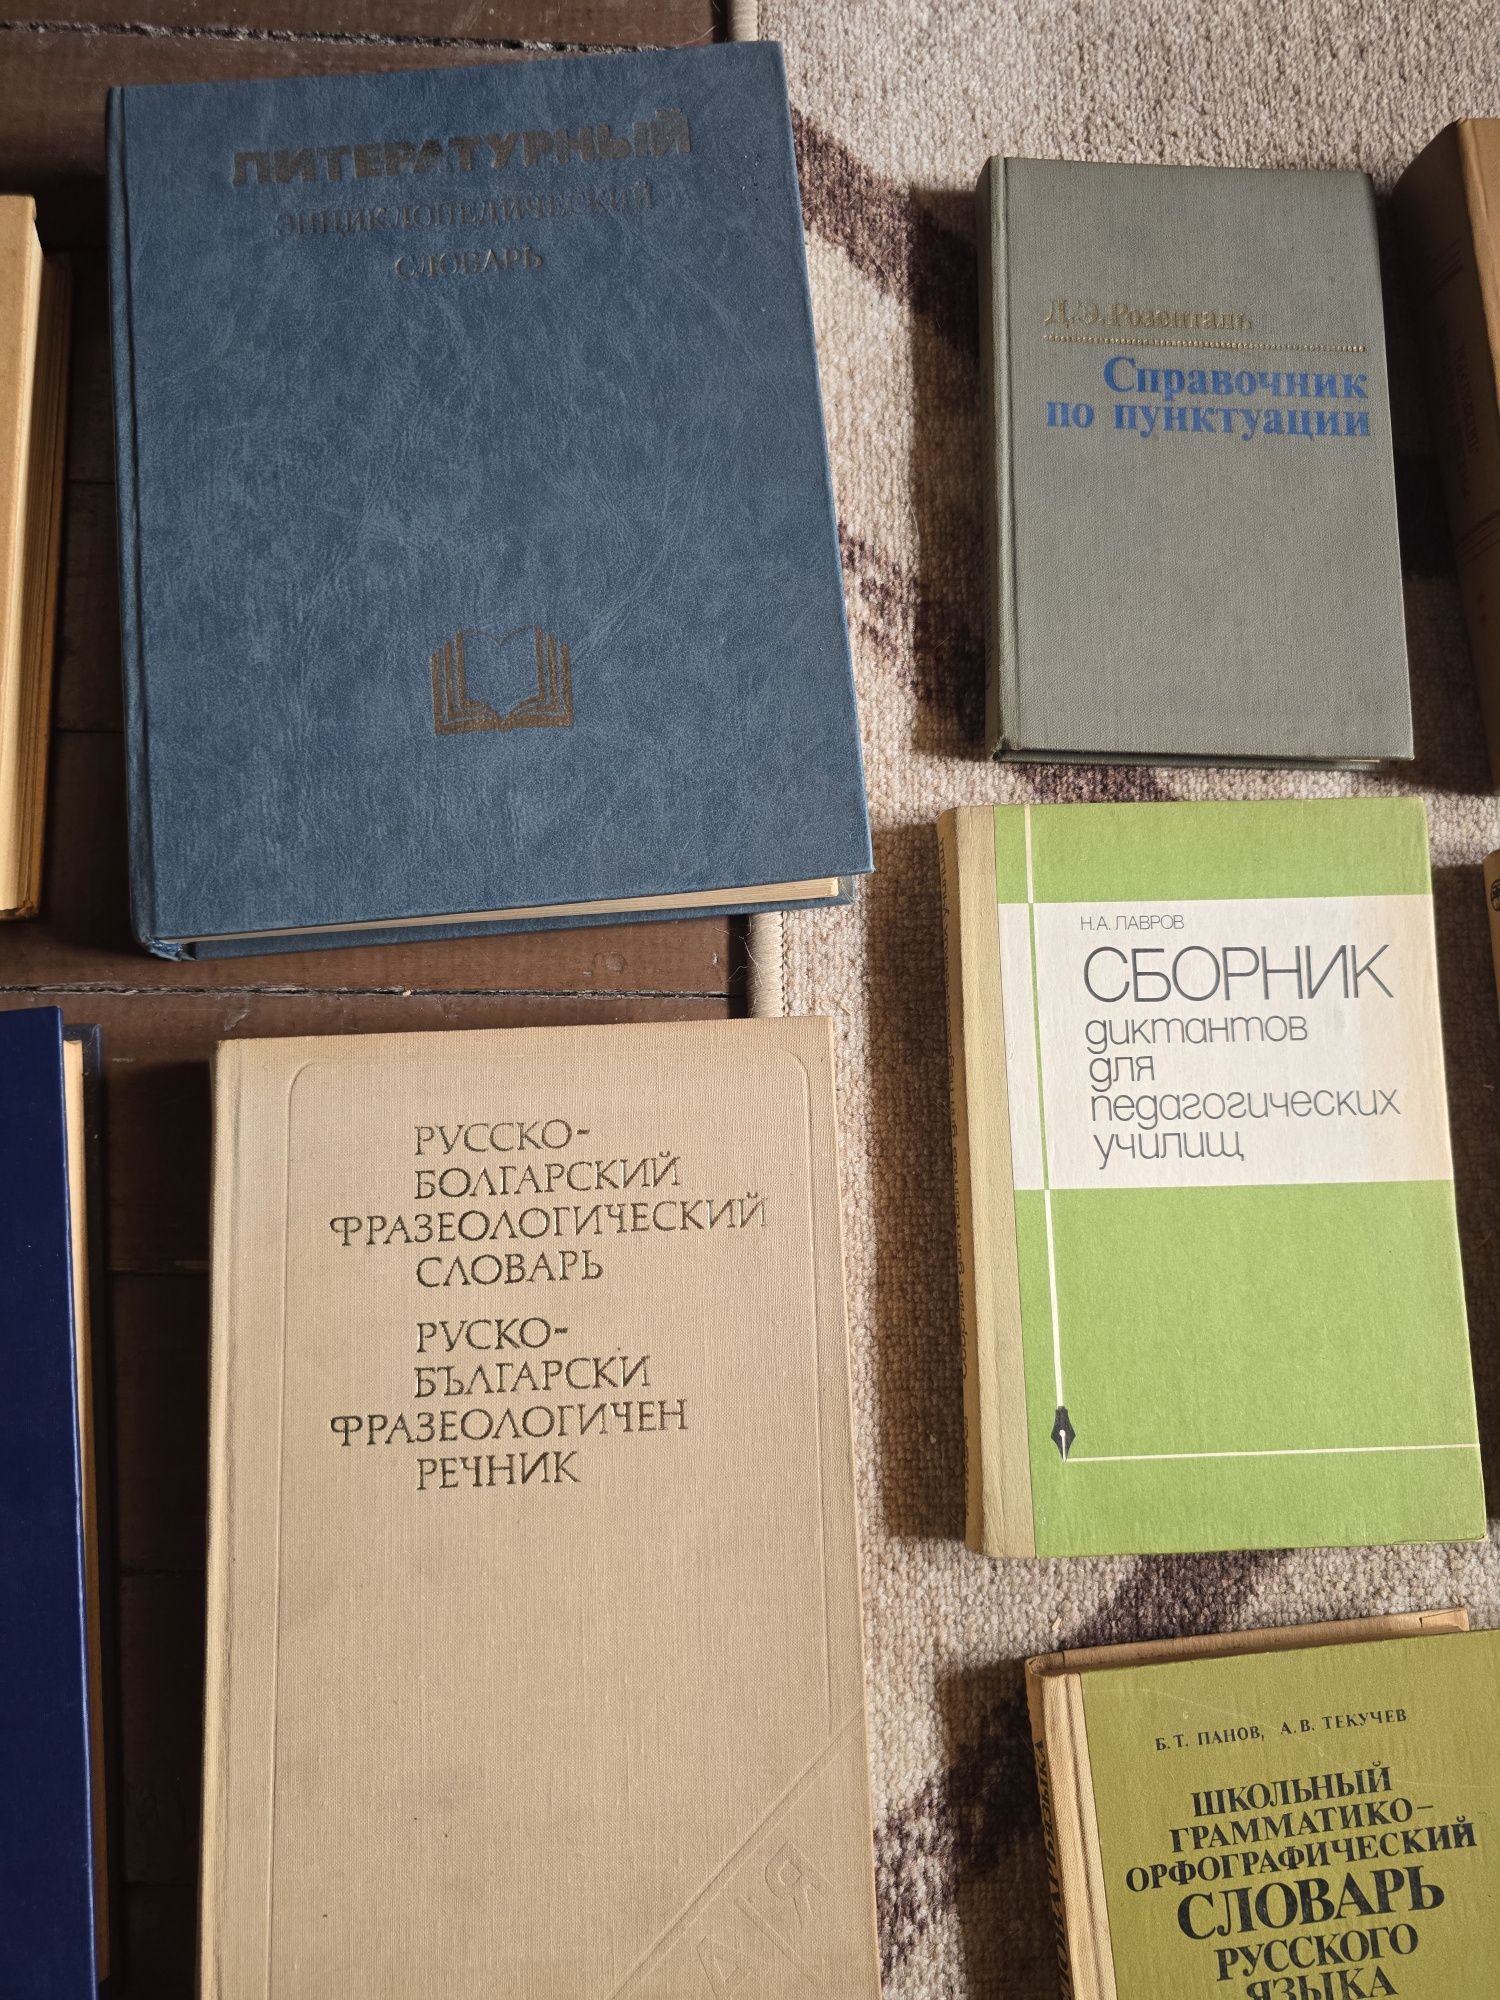 ЛИТЕРАТУРНЫЙ
ЭНЦИКЛОПЕДИЧЕСКИЙ
СЛОВАРЬ
Д.Э.Розенталь
Справочник
по пунктуации
Н.А. ЛАВРОВ
СБОРНИК
диктантов
для
педагогических
училищ
РУССКО-
БОЛГАРСКИЙ
ФРАЗЕОЛОГИЧЕСКИЙ
СЛОВАРЬ
РУСКО-
БЪЛГАРСКИ
ФРАЗЕОЛОГИЧЕН
РЕЧНИК
А Я
Б.Т. ПАНОВ, А.В. ТЕКУЧЕВ
ШКОЛЬНЫЙ
ГРАММАТИКО-
ОРФОГРАФИЧЕСКИЙ
СЛОВАРЬ
РУССКОГО
ЯЗЫКА